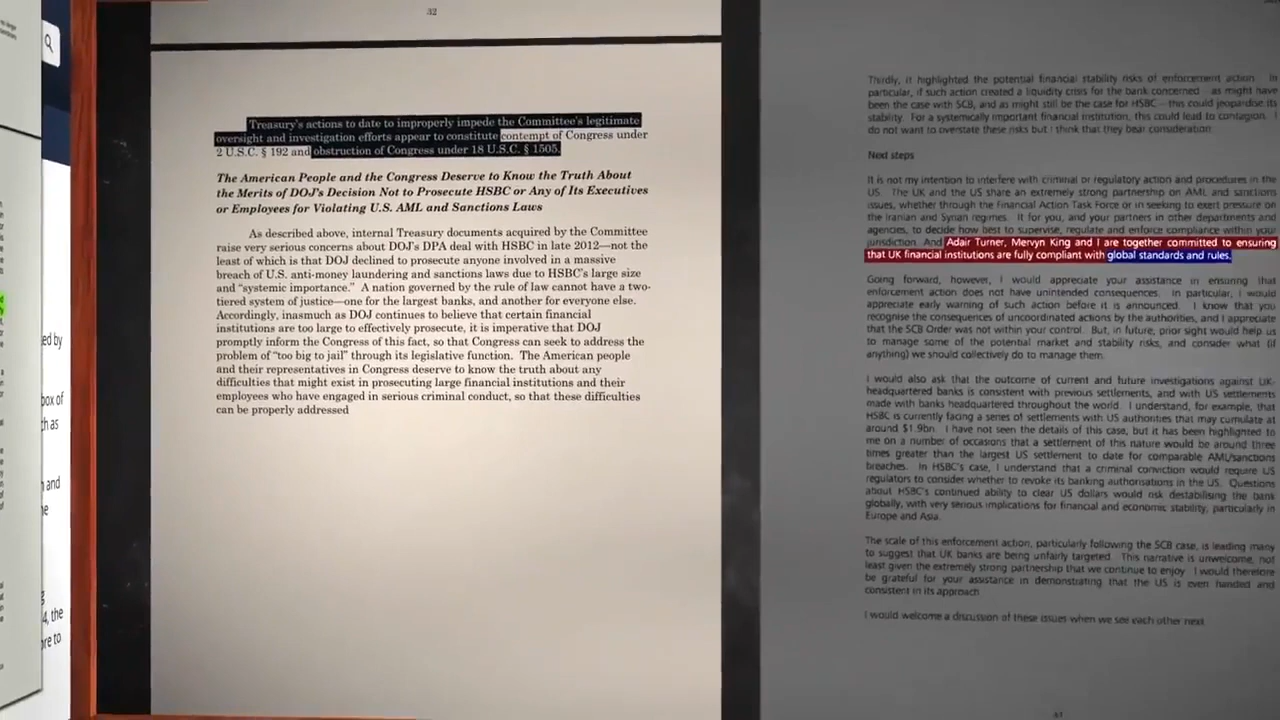 32
Treasury's actions to date to improperly impede the Committee's legitimate
oversight and investigation efforts appear to constitute contempt of Congress under
2 U.S.C. § 192 and obstruction of Congress under 18 U.S.C. § 1505.
The American People and the Congress Deserve to Know the Truth About
the Merits of DOJ's Decision Not to Prosecute HSBC or Any of Its Executives
or Employees for Violating U.S. AML and Sanctions Laws
As described above, internal Treasury documents acquired by the Committee
raise very serious concerns about DOJ's DPA deal with HSBC in late 2012—not the
least of which is that DOJ declined to prosecute anyone involved in a massive
breach of U.S. anti-money laundering and sanctions laws due to HSBC's large size
and "systemic importance." A nation governed by the rule of law cannot have a two-
tiered system of justice—one for the largest banks, and another for everyone else.
Accordingly, inasmuch as DOJ continues to believe that certain financial
institutions are too large to effectively prosecute, it is imperative that DOJ
promptly inform the Congress of this fact, so that Congress can seek to address the
problem of "too big to jail" through its legislative function. The American people
and their representatives in Congress deserve to know the truth about any
difficulties that might exist in prosecuting large financial institutions and their
employees who have engaged in serious criminal conduct, so that these difficulties
can be properly addressed
Thirdly, it highlighted the potential financial stability risks of enforcement action. In
particular, if such action created a liquidity crisis for the bank concerned - as might have
been the case with SCB, and as might still be the case for HSBC - this could jeopardise its
stability. For a systemically important financial institution, this could lead to contagion. I
do not want to overstate these risks but I think that they bear consideration.
Next steps
It is not my intention to interfere with criminal or regulatory action and procedures in the
US. The UK and the US share an extremely strong partnership on AML and sanctions
issues, whether through the Financial Action Task Force or in seeking to exert pressure on
the Iranian and Syrian regimes. It for you, and your partners in other departments and
agencies, to decide how best to supervise, regulate and enforce compliance within your
jurisdiction. And Adair Turner, Mervyn King and I are together committed to ensuring
that UK financial institutions are fully compliant with global standards and rules.
Going forward, however, I would appreciate your assistance in ensuring that
enforcement action does not have unintended consequences. In particular, I would
appreciate early warning of such action before it is announced. I know that you
recognise the consequences of uncoordinated actions by the authorities, and I appreciate
that the SCB Order was not within your control. But, in future, prior sight would help us
to manage some of the potential market and stability risks, and consider what (if
anything) we should collectively do to manage them.
I would also ask that the outcome of current and future investigations against UK-
headquartered banks is consistent with previous settlements, and with US settlements
made with banks headquartered throughout the world. I understand, for example, that
HSBC is currently facing a series of settlements with US authorities that may cumulate at
around $1.9bn. I have not seen the details of this case, but it has been highlighted to
me on a number of occasions that a settlement of this nature would be around three
times greater than the largest US settlement to date for comparable AML/sanctions
breaches. In HSBC's case, I understand that a criminal conviction would require US
regulators to consider whether to revoke its banking authorisations in the US. Questions
about HSBC's continued ability to clear US dollars would risk destabilising the bank
globally, with very serious implications for financial and economic stability, particularly in
Europe and Asia.
The scale of this enforcement action, particularly following the SCB case, is leading many
to suggest that UK banks are being unfairly targeted. This narrative is unwelcome, not
least given the extremely strong partnership that we continue to enjoy. I would therefore
be grateful for your assistance in demonstrating that the US is even handed and
consistent in its approach
I would welcome a discussion of these issues when we see each other next